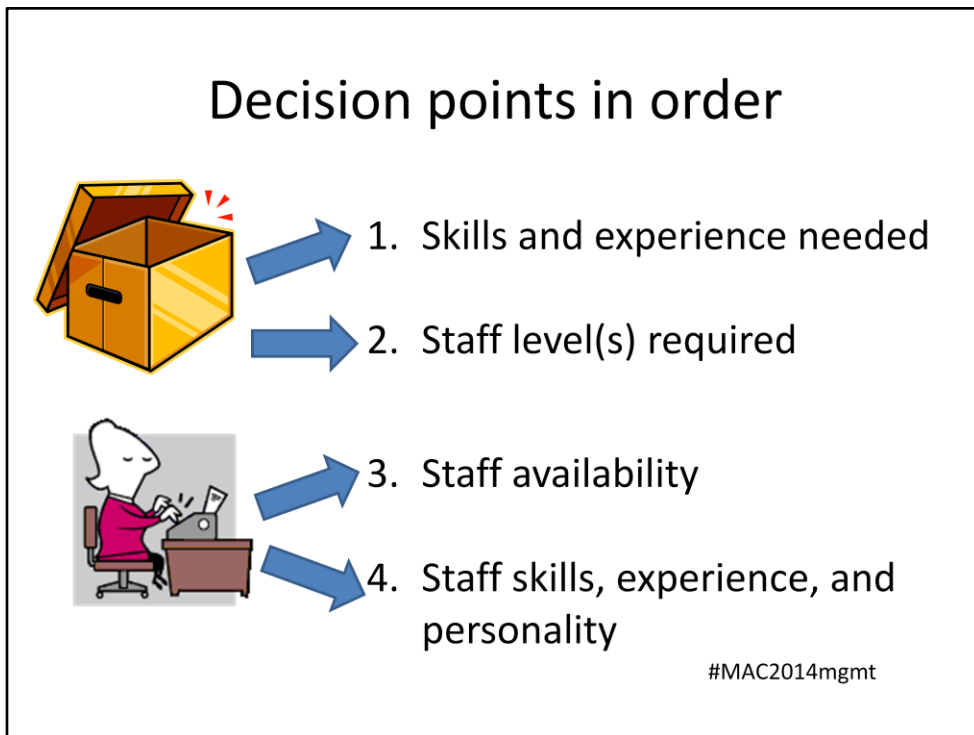 Decision points in order
1. Skills and experience needed
2. Staff level(s) required
3. Staff availability
4. Staff skills, experience, and
personality
#MAC2014mgmt